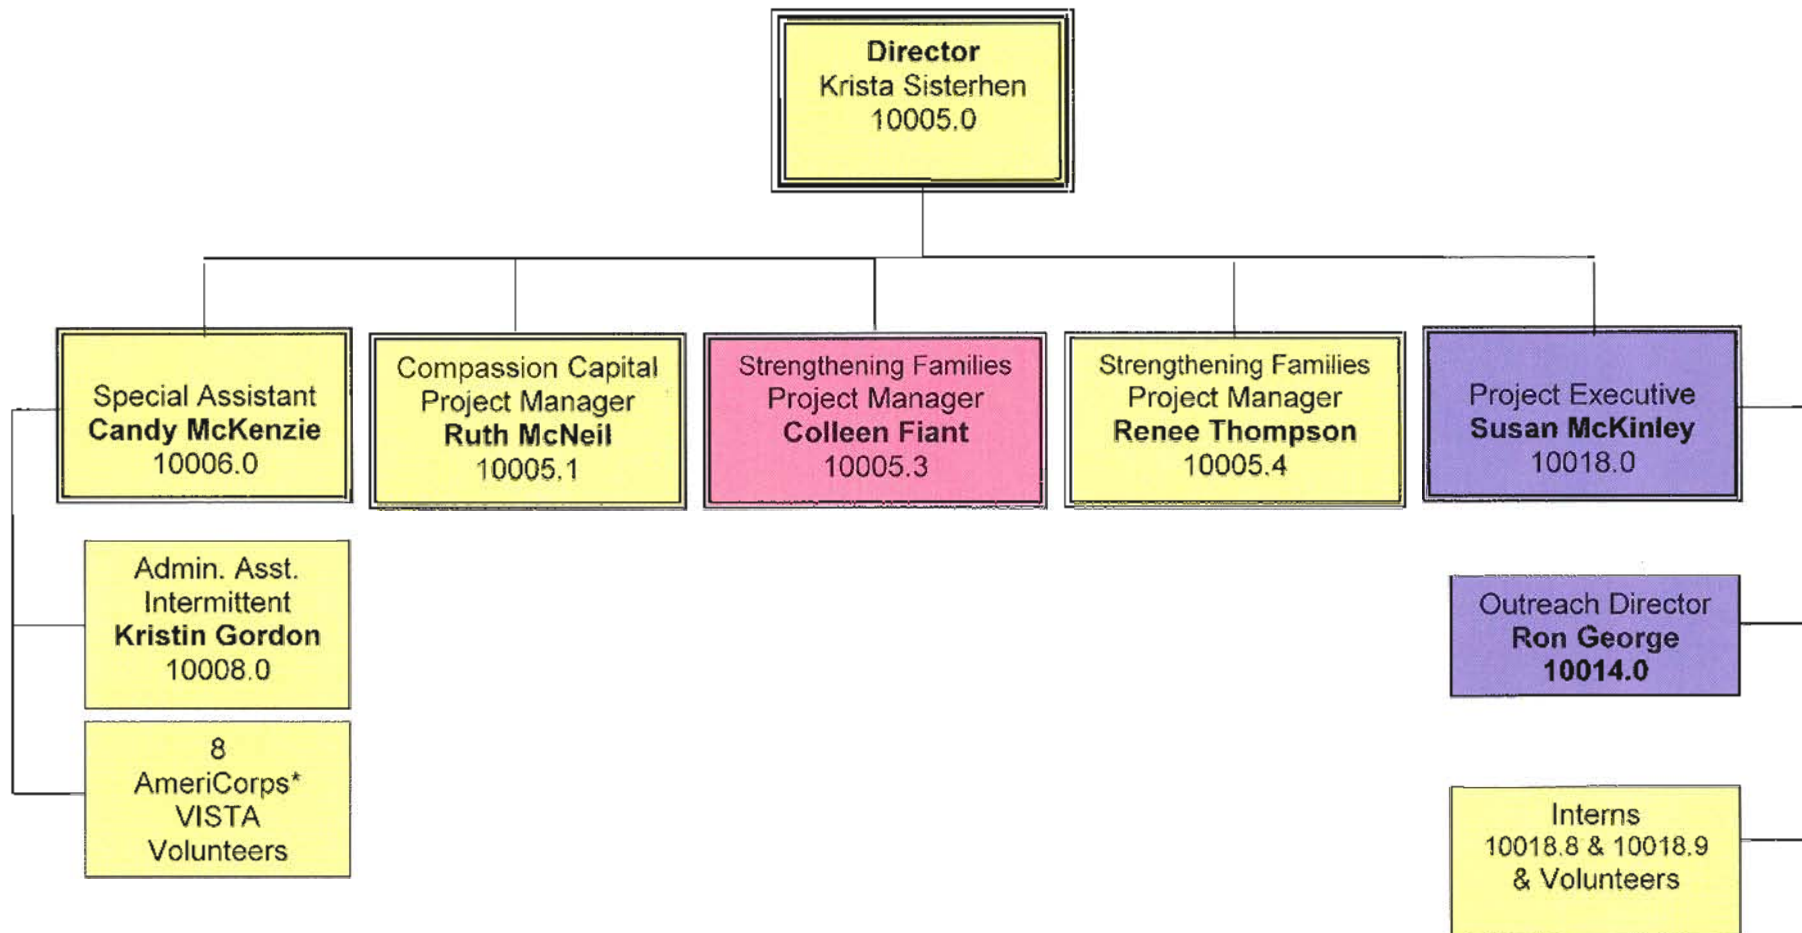 Director
Krista Sisterhen
10005.0
Special Assistant
Candy McKenzie
10006.0
Compassion Capital
Project Manager
Ruth McNeil
10005.1
Strengthening Families
Project Manager
Colleen Fiant
10005.3
Strengthening Families
Project Manager
Renee Thompson
10005.4
Project Executive
Susan McKinley
10018.0
Admin. Asst.
Intermittent
Kristin Gordon
10008.0
Outreach Director
Ron George
10014.0
8
AmeriCorps*
VISTA
Volunteers
Interns
10018.8 & 10018.9
& Volunteers